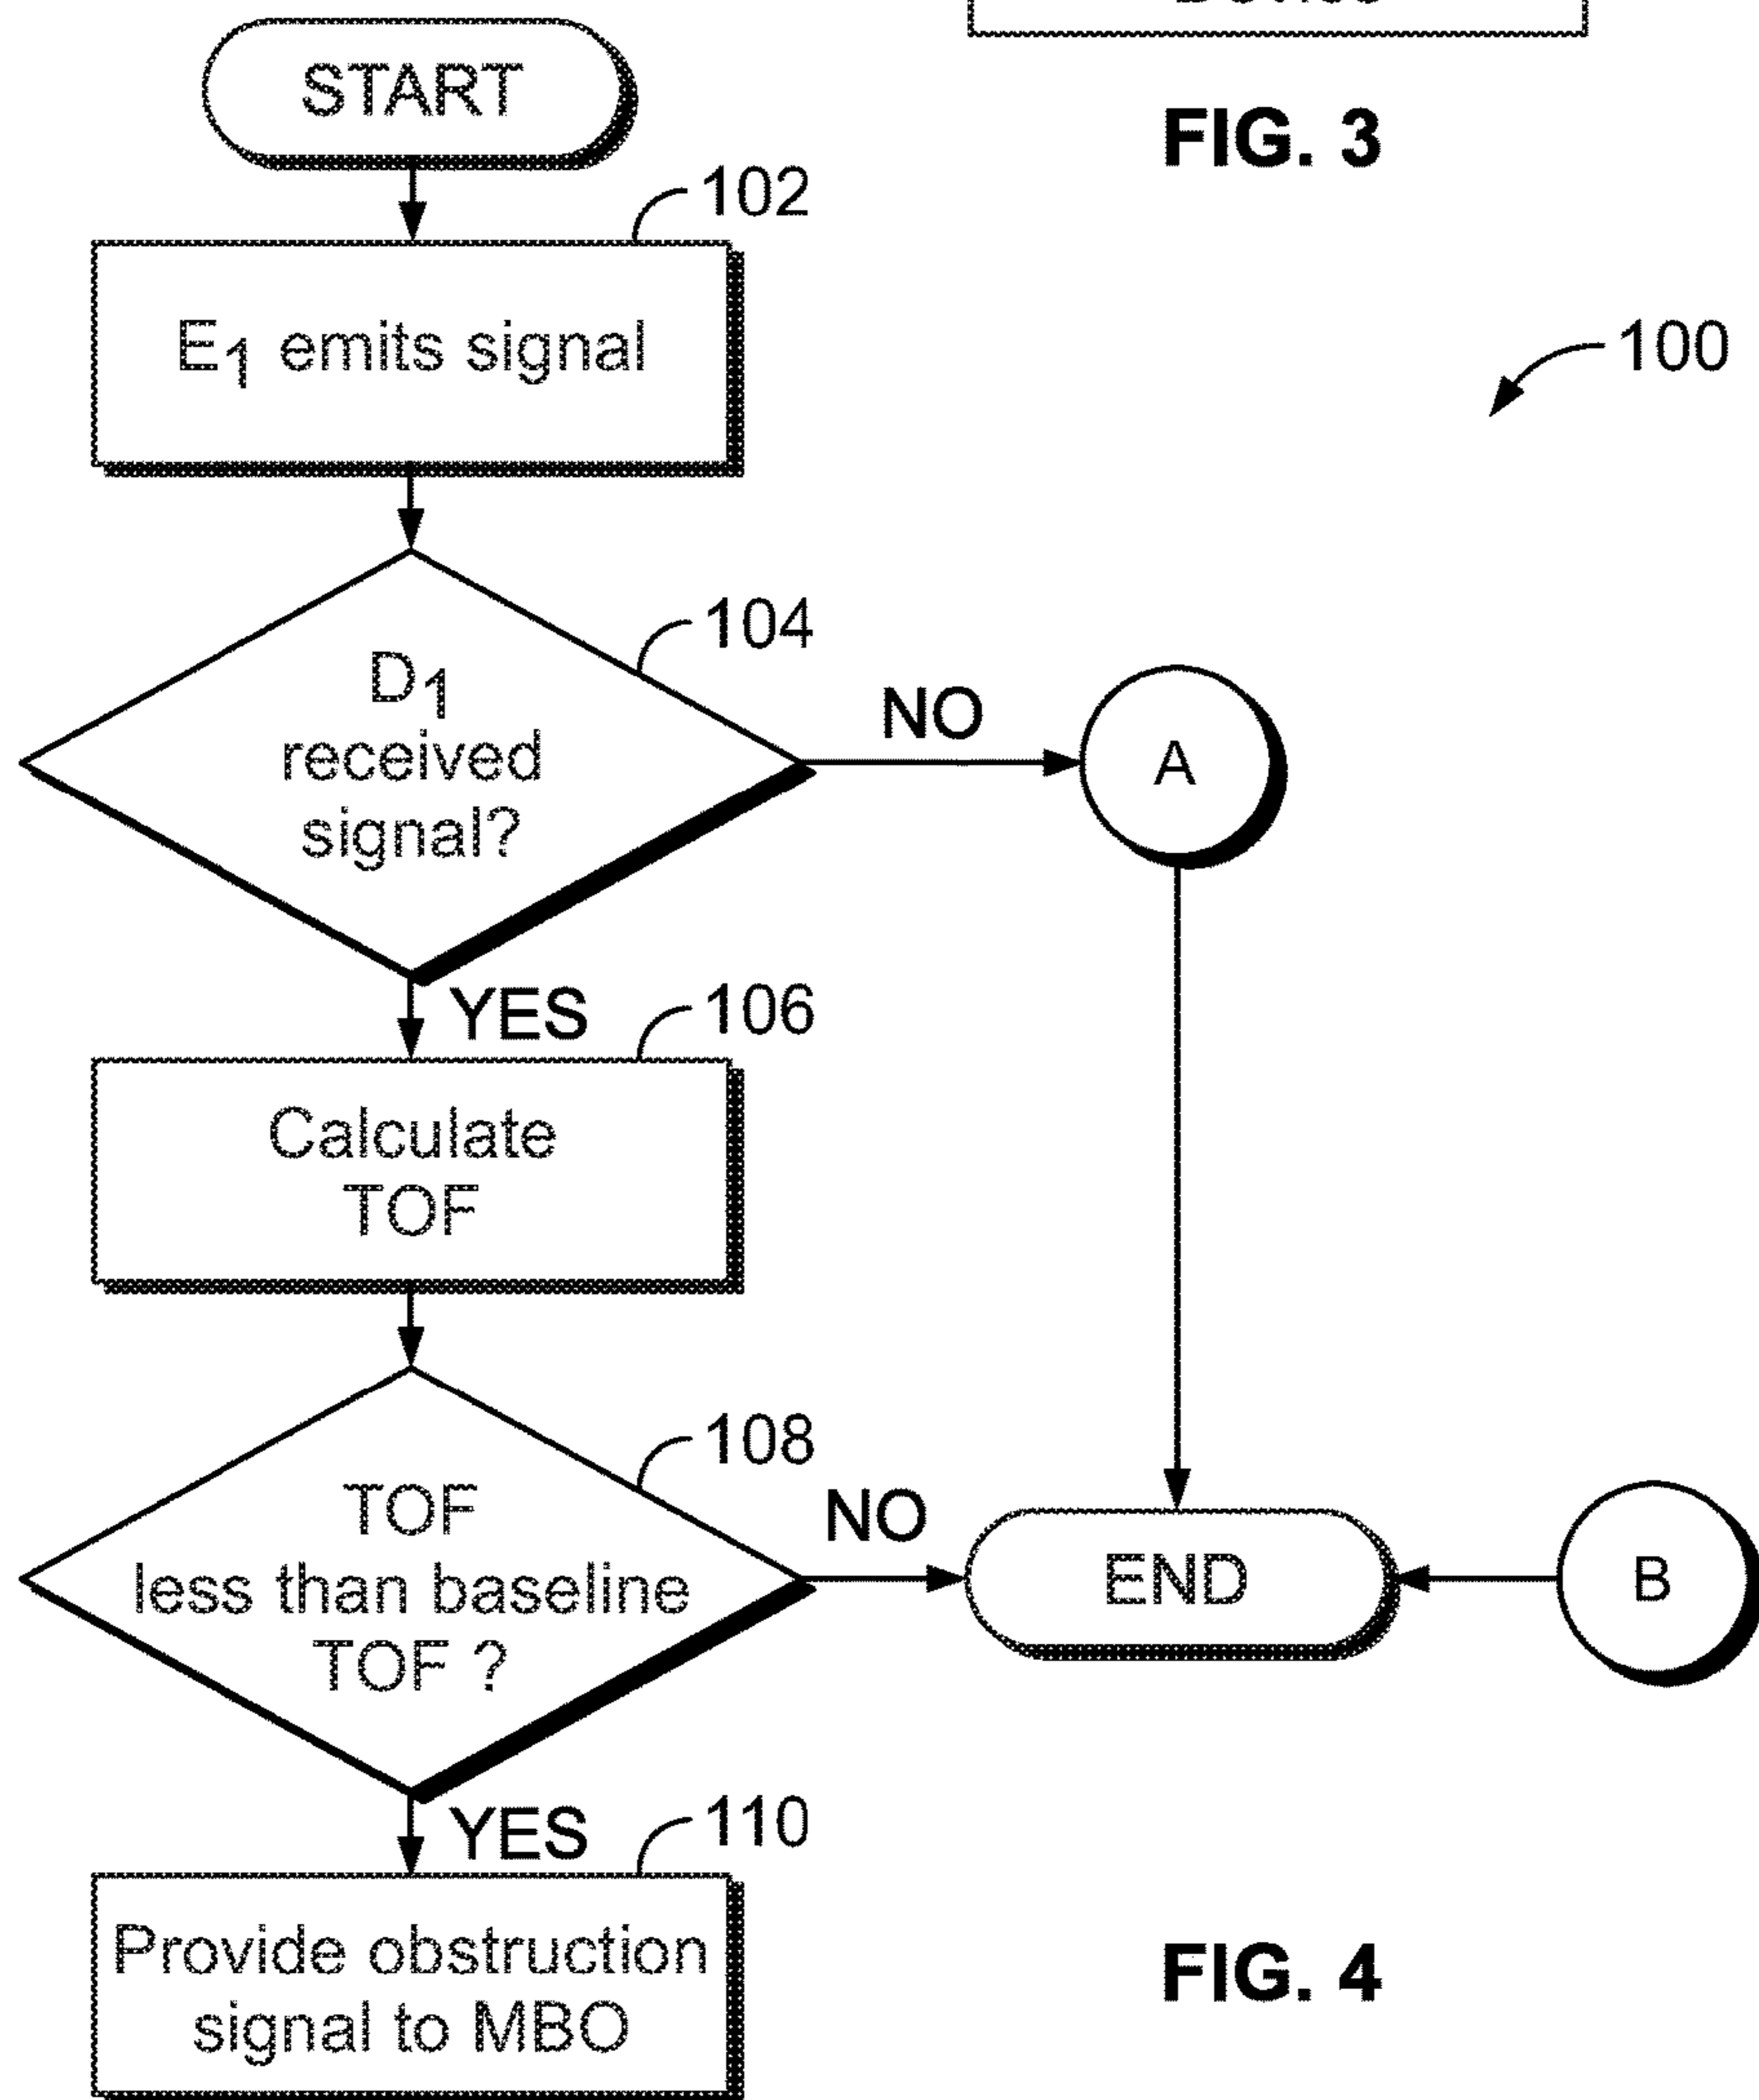 START
FIG. 3
102
E1 emits signal
100
104
D1
received
signal?
NO
A
YES
106
Calculate
TOF
108
TOF
less than baseline
TOF ?
NO
END
B
YES
110
Provide obstruction
signal to MBO
FIG. 4